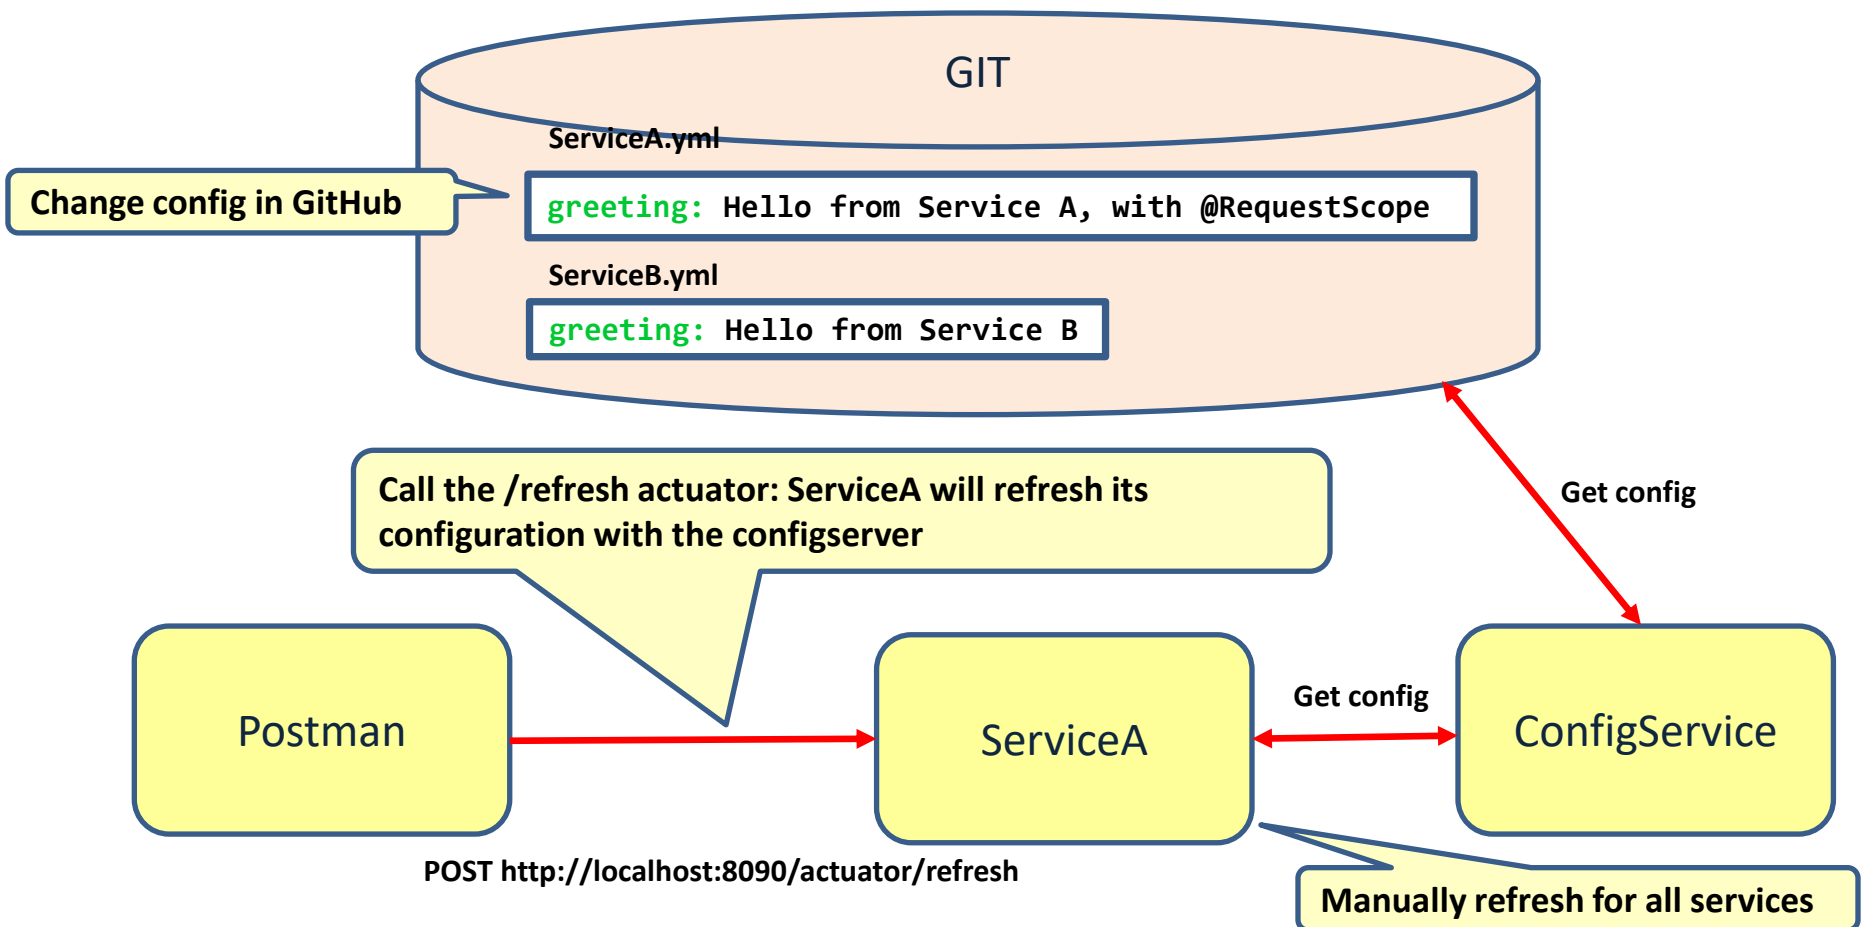 GIT
ServiceA.yml
Change config in GitHub
greeting: Hello from Service A, with @RequestScope
ServiceB.yml
greeting: Hello from Service B
Call the /refresh actuator: ServiceA will refresh its
configuration with the configserver
Get config
Postman
ServiceA
Get config
ConfigService
POST http://localhost:8090/actuator/refresh
Manually refresh for all services